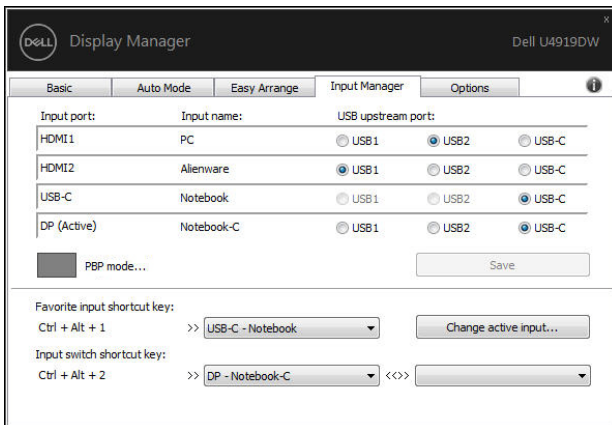 x
DELL Display Manager Dell U4919DW
Basic Auto Mode Easy Arrange Input Manager Options i
Input port: Input name: USB upstream port:
HDMI1 PC USB1 USB2 USB-C
HDMI2 Alienware USB1 USB2 USB-C
USB-C Notebook USB1 USB2 USB-C
DP (Active) Notebook-C USB1 USB2 USB-C
PBP mode... Save
Favorite input shortcut key:
Ctrl + Alt + 1 >> USB-C - Notebook Change active input...
Input switch shortcut key:
Ctrl + Alt + 2 >> DP - Notebook-C <<>>